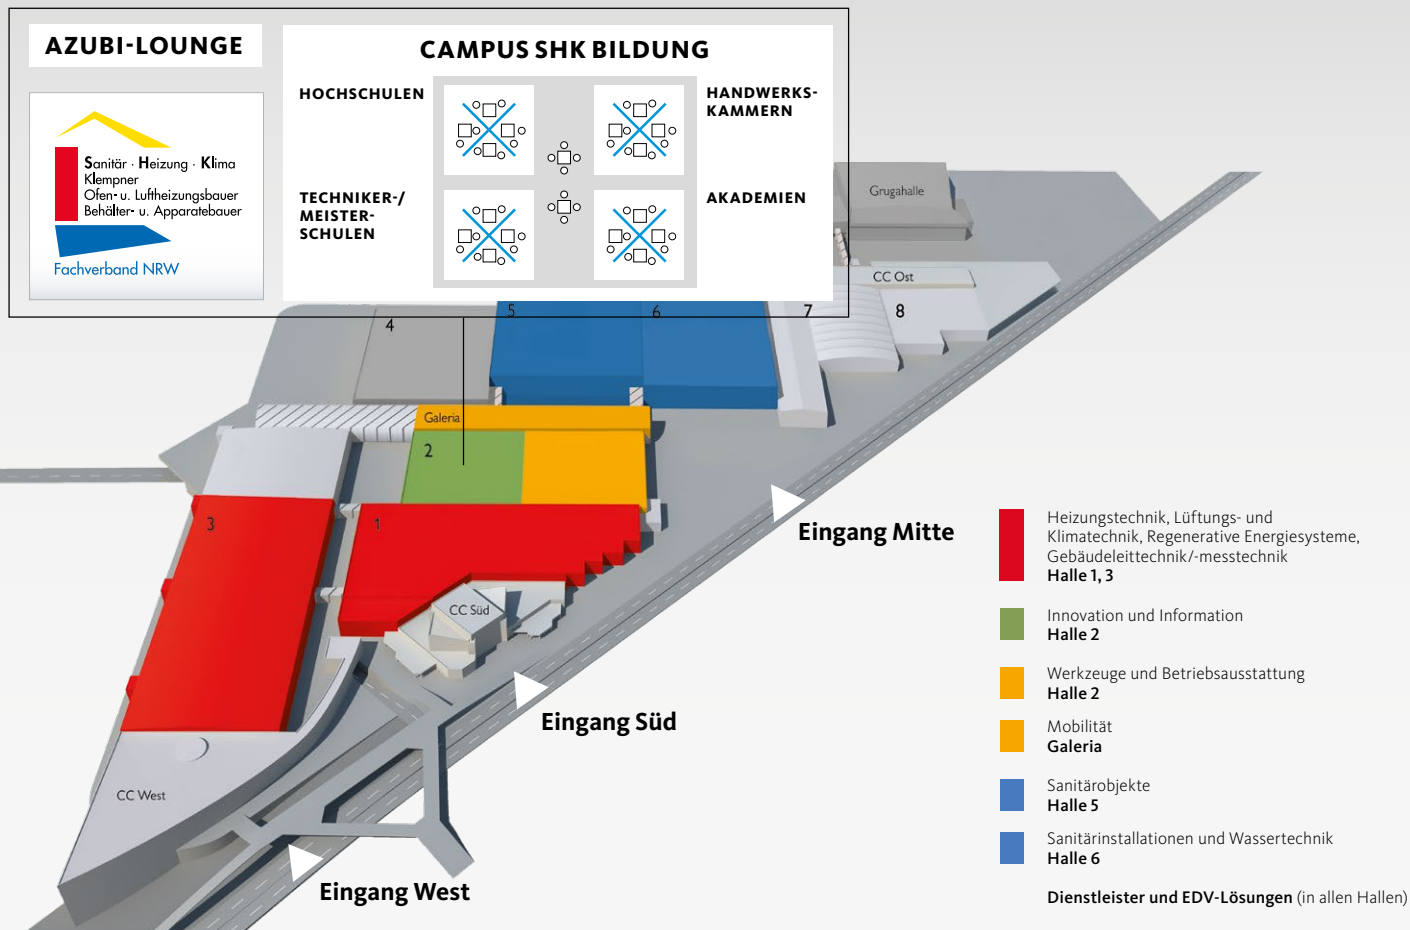 AZUBI-LOUNGE
Sanitär · Heizung · Klima
Klempner
Ofen- u. Luftheizungsbauer
Behälter- u. Apparatebauer
Fachverband NRW
CAMPUS SHK BILDUNG
HOCHSCHULEN
HANDWERKS-
KAMMERN
TECHNIKER-/
MEISTER-
SCHULEN
AKADEMIEN
Grugahalle
CC Ost
4
5
6
7
8
Galeria
2
3
1
CC Süd
CC West
Eingang Mitte
Eingang Süd
Eingang West
Heizungstechnik, Lüftungs- und
Klimatechnik, Regenerative Energiesysteme,
Gebäudeleittechnik/-messtechnik
Halle 1, 3
Innovation und Information
Halle 2
Werkzeuge und Betriebsausstattung
Halle 2
Mobilität
Galeria
Sanitärobjekte
Halle 5
Sanitärinstallationen und Wassertechnik
Halle 6
Dienstleister und EDV-Lösungen (in allen Hallen)